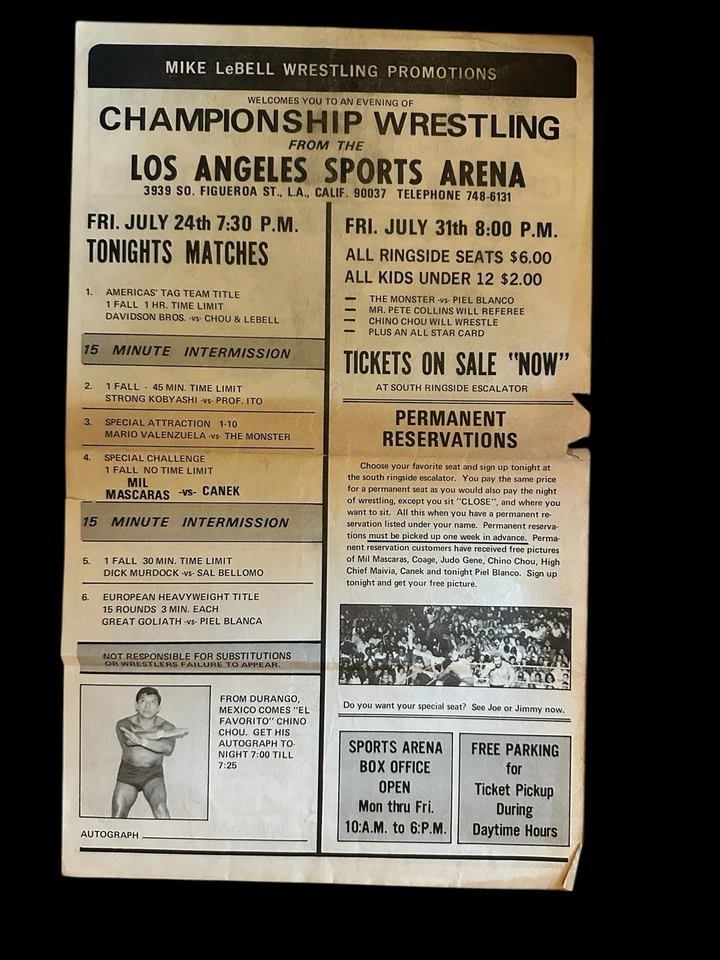 MIKE LeBELL WRESTLING PROMOTIONS
WELCOMES YOU TO AN EVENING OF
CHAMPIONSHIP WRESTLING
FROM THE
LOS ANGELES SPORTS ARENA
3939 SO. FIGUEROA ST., L.A., CALIF. 90037 TELEPHONE 748-6131
FRI. JULY 24th 7:30 P.M.
TONIGHTS MATCHES
1. AMERICAS' TAG TEAM TITLE
1 FALL 1 HR. TIME LIMIT
DAVIDSON BROS. -vs- CHOU & LEBELL
15 MINUTE INTERMISSION
2. 1 FALL - 45 MIN. TIME LIMIT
STRONG KOBYASHI -vs- PROF. ITO
3. SPECIAL ATTRACTION 1-10
MARIO VALENZUELA -vs- THE MONSTER
4. SPECIAL CHALLENGE
1 FALL NO TIME LIMIT
MIL
MASCARAS -vs- CANEK
15 MINUTE INTERMISSION
5. 1 FALL 30 MIN. TIME LIMIT
DICK MURDOCK -vs- SAL BELLOMO
6. EUROPEAN HEAVYWEIGHT TITLE
15 ROUNDS 3 MIN. EACH
GREAT GOLIATH -vs- PIEL BLANCA
NOT RESPONSIBLE FOR SUBSTITUTIONS
OR WRESTLERS FAILURE TO APPEAR.
FROM DURANGO,
MEXICO COMES "EL
FAVORITO" CHINO
CHOU. GET HIS
AUTOGRAPH TO-
NIGHT 7:00 TILL
7:25
AUTOGRAPH
FRI. JULY 31th 8:00 P.M.
ALL RINGSIDE SEATS $6.00
ALL KIDS UNDER 12 $2.00
— THE MONSTER -vs- PIEL BLANCO
— MR. PETE COLLINS WILL REFEREE
— CHINO CHOU WILL WRESTLE
— PLUS AN ALL STAR CARD
TICKETS ON SALE "NOW"
AT SOUTH RINGSIDE ESCALATOR
PERMANENT
RESERVATIONS
Choose your favorite seat and sign up tonight at
the south ringside escalator. You pay the same price
for a permanent seat as you would also pay the night
of wrestling, except you sit "CLOSE", and where you
want to sit. All this when you have a permanent re-
servation listed under your name. Permanent reserva-
tions must be picked up one week in advance. Perma-
nent reservation customers have received free pictures
of Mil Mascaras, Coage, Judo Gene, Chino Chou, High
Chief Maivia, Canek and tonight Piel Blanco. Sign up
tonight and get your free picture.
Do you want your special seat? See Joe or Jimmy now.
SPORTS ARENA
BOX OFFICE
OPEN
Mon thru Fri.
10:A.M. to 6:P.M.
FREE PARKING
for
Ticket Pickup
During
Daytime Hours